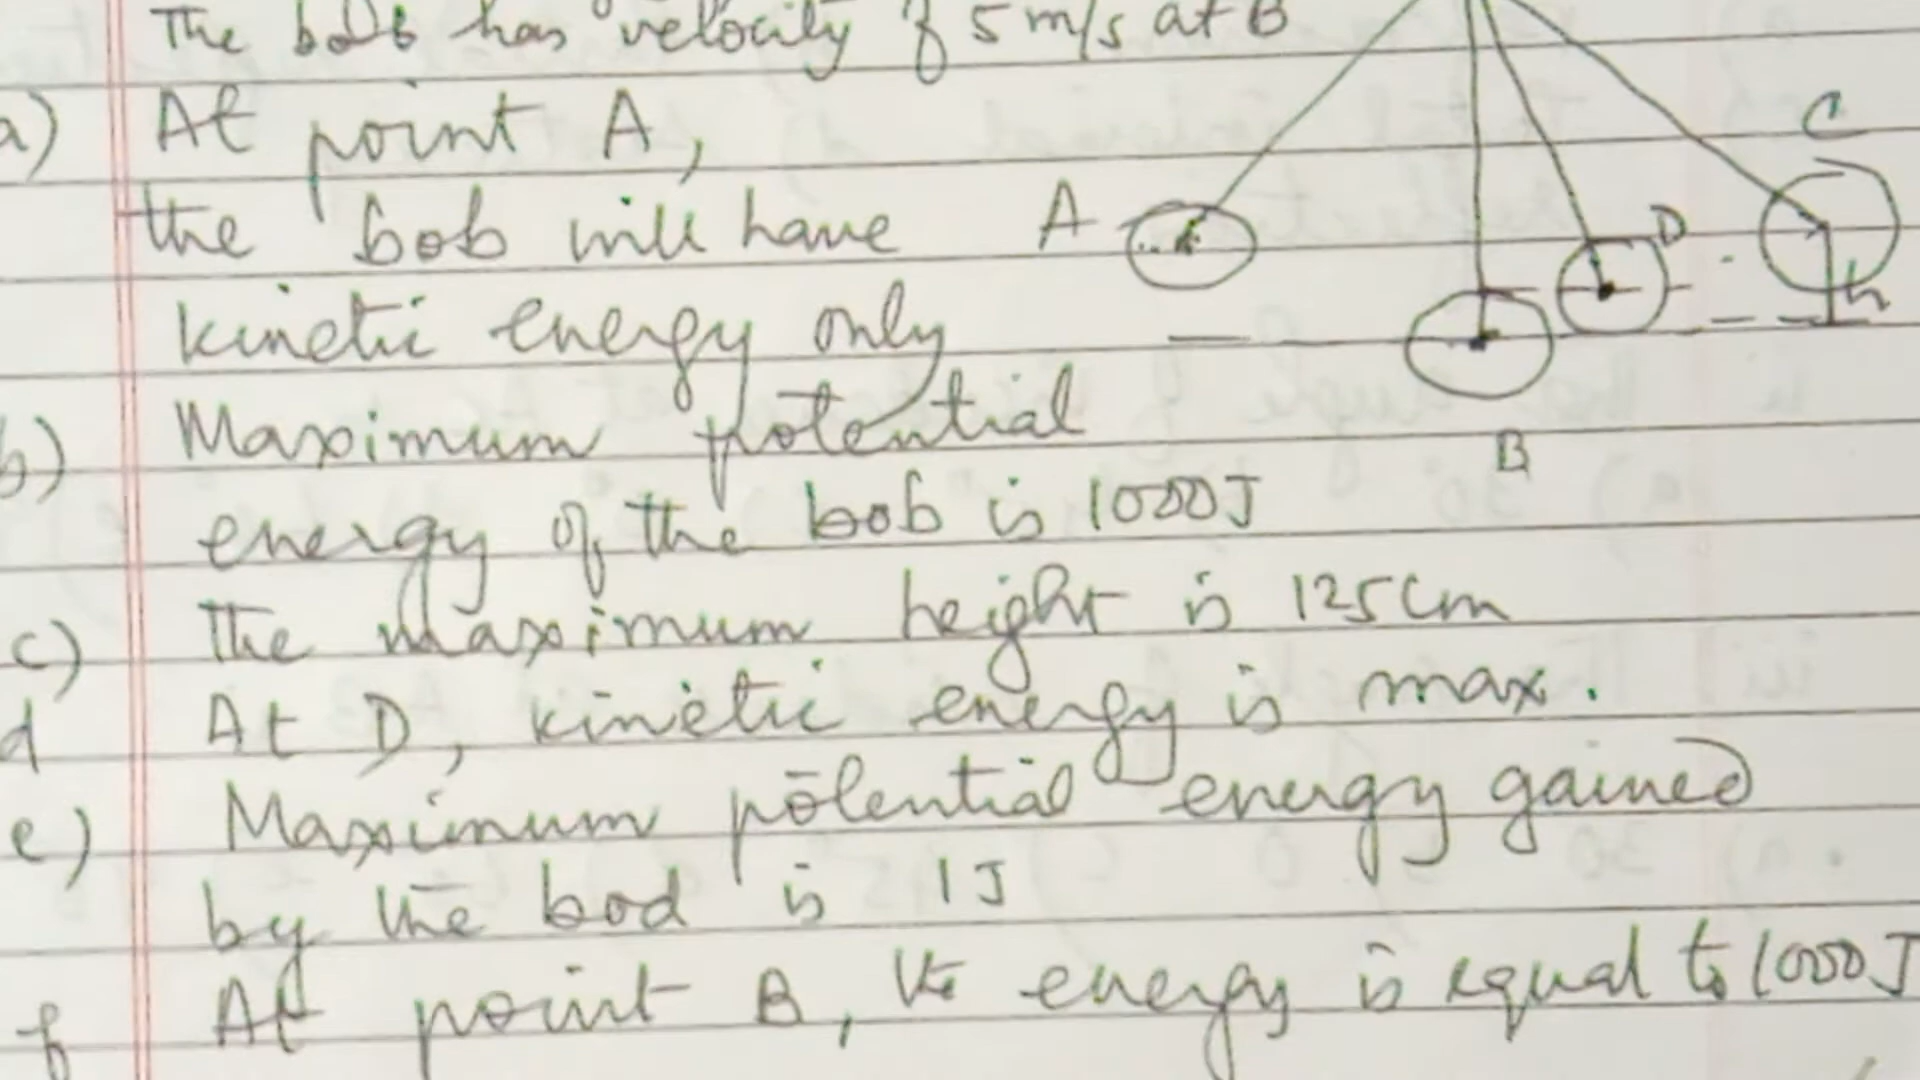 The bob has velocity of 5 m/s at B
a) At point A,
the bob will have
kinetic energy only
b) Maximum potential
energy of the bob is 1000J
c) The maximum height is 125cm
d At D, kinetic energy is max.
e) Maximum potential energy gained
by the bod is 1J
f At point B, energy is equal to 1000J
A
B
D
C
h